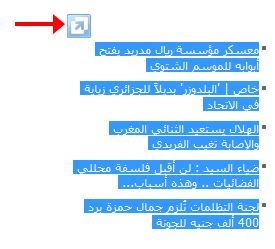 معسكر مؤسسة ريال مدريد يفتح
أبوابه للموسم الشتوي
خاص | "البلدوزر" بديلاً للجزائري زياية
في الاتحاد
الهلال يستعيد الثنائي المغرب
والإصابة تغيب الفريدي
ضياء السيد : لن أقبل فلسفة محللي
الفضائيات .. وهذه أسباب...
لجنة التظلمات تُلزم جمال حمزة برد
400 ألف جنيه للجونة